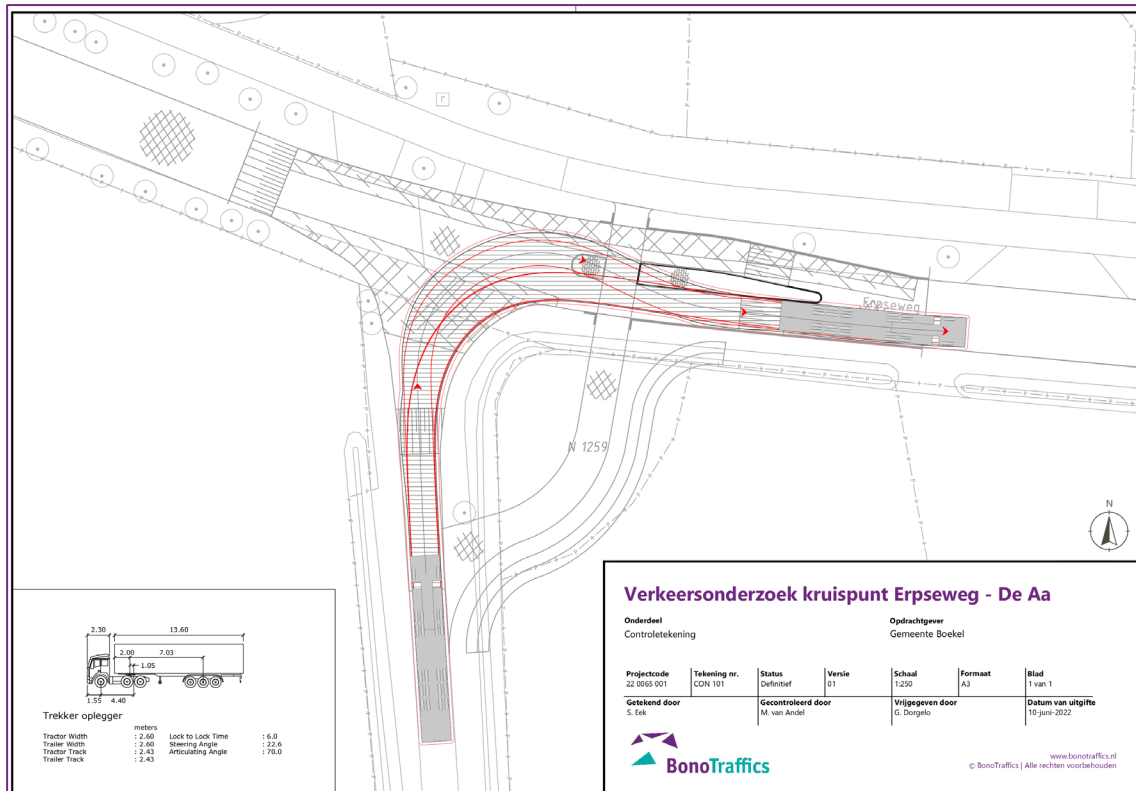 Erpseweg
N 1259
N
2.30
13.60
2.00
7.03
1.05
1.55
4.40
Trekker oplegger
meters
Tractor Width : 2.60 Lock to Lock Time : 6.0
Trailer Width : 2.60 Steering Angle : 22.6
Tractor Track : 2.43 Articulating Angle : 70.0
Trailer Track : 2.43
Verkeersonderzoek kruispunt Erpseweg - De Aa
Onderdeel Opdrachtgever
Controletekening Gemeente Boekel
Projectcode Tekening nr. Status Versie Schaal Formaat Blad
22 0065 001 CON 101 Definitief 01 1:250 A3 1 van 1
Getekend door Gecontroleerd door Vrijgegeven door Datum van uitgifte
S. Eek M. van Andel G. Dorgelo 10-juni-2022
BonoTraffics
www.bonotraffics.nl
© BonoTraffics | Alle rechten voorbehouden